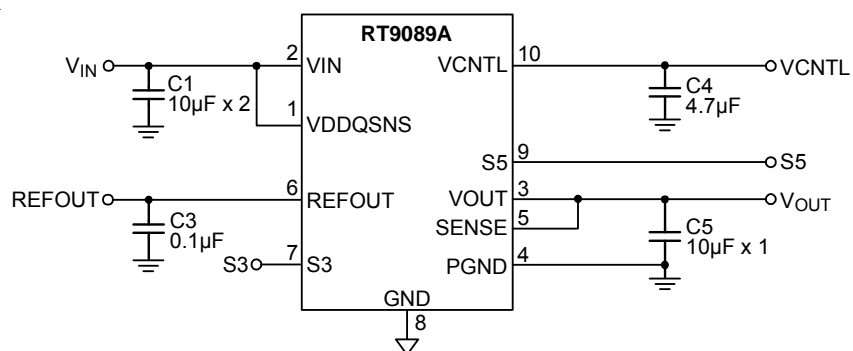 RT9089A
VIN 2 VIN VCNTL 10 VCNTL
C1
10µF x 2
C4
4.7µF
1 VDDQSNS
S5 9 S5
REFOUT 6 REFOUT VOUT 3 VOUT
C3
0.1µF
SENSE 5
C5
10µF x 1
S3 7 S3 PGND 4
GND
8